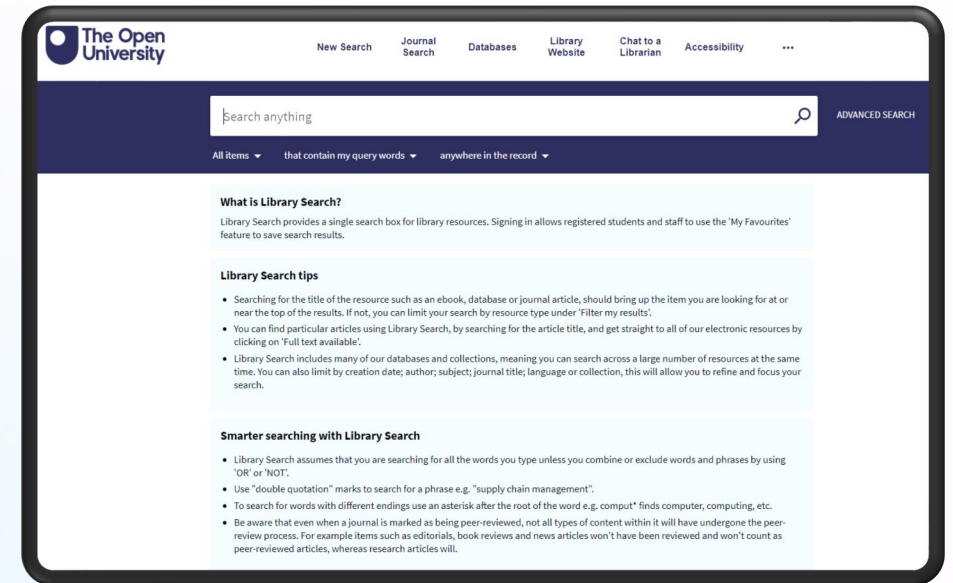 The Open
University
New Search
Journal
Search
Databases
Library
Website
Chat to a
Librarian
Accessibility
...
Search anything
ADVANCED SEARCH
All items
that contain my query words
anywhere in the record
What is Library Search?
Library Search provides a single search box for library resources. Signing in allows registered students and staff to use the 'My Favourites'
feature to save search results.
Library Search tips
• Searching for the title of the resource such as an ebook, database or journal article, should bring up the item you are looking for at or
near the top of the results. If not, you can limit your search by resource type under 'Filter my results'.
• You can find particular articles using Library Search, by searching for the article title, and get straight to all of our electronic resources by
clicking on 'Full text available'.
• Library Search includes many of our databases and collections, meaning you can search across a large number of resources at the same
time. You can also limit by creation date; author; subject; journal title; language or collection, this will allow you to refine and focus your
search.
Smarter searching with Library Search
• Library Search assumes that you are searching for all the words you type unless you combine or exclude words and phrases by using
'OR' or 'NOT'.
• Use "double quotation" marks to search for a phrase e.g. "supply chain management".
• To search for words with different endings use an asterisk after the root of the word e.g. comput* finds computer, computing, etc.
• Be aware that even when a journal is marked as being peer-reviewed, not all types of content within it will have undergone the peer-
review process. For example items such as editorials, book reviews and news articles won't have been reviewed and won't count as
peer-reviewed articles, whereas research articles will.